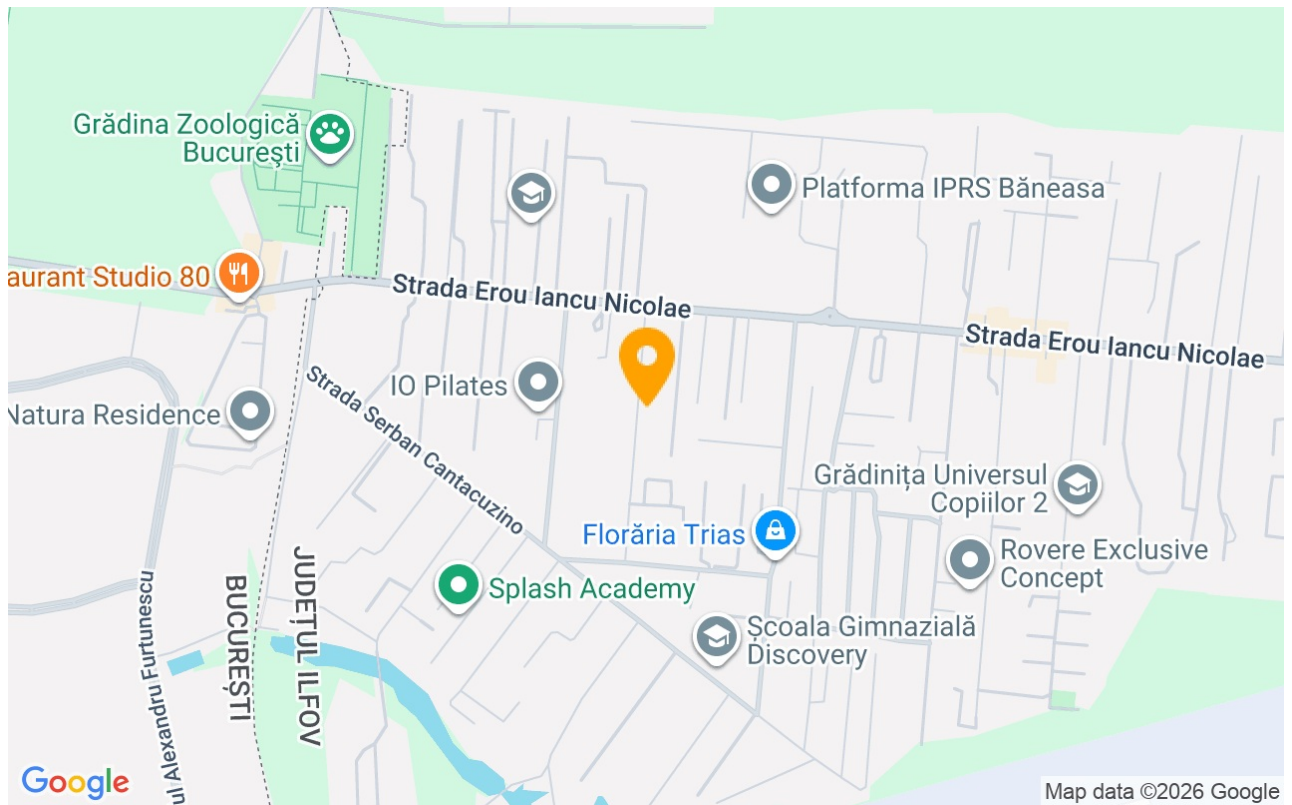 Grădina Zoologică
Bucureşti
Platforma IPRS Băneasa
aurant Studio 80
Strada Erou Iancu Nicolae
Strada Erou Iancu Nicolae
IO Pilates
Natura Residence
Strada Serban Cantacuzino
Grădinița Universul
Copiilor 2
Florăria Trias
Rovere Exclusive
Concept
Splash Academy
Școala Gimnazială
Discovery
JUDEȚUL ILFOV
BUCUREȘTI
ul Alexandru Furtunescu
Google
Map data ©2026 Google